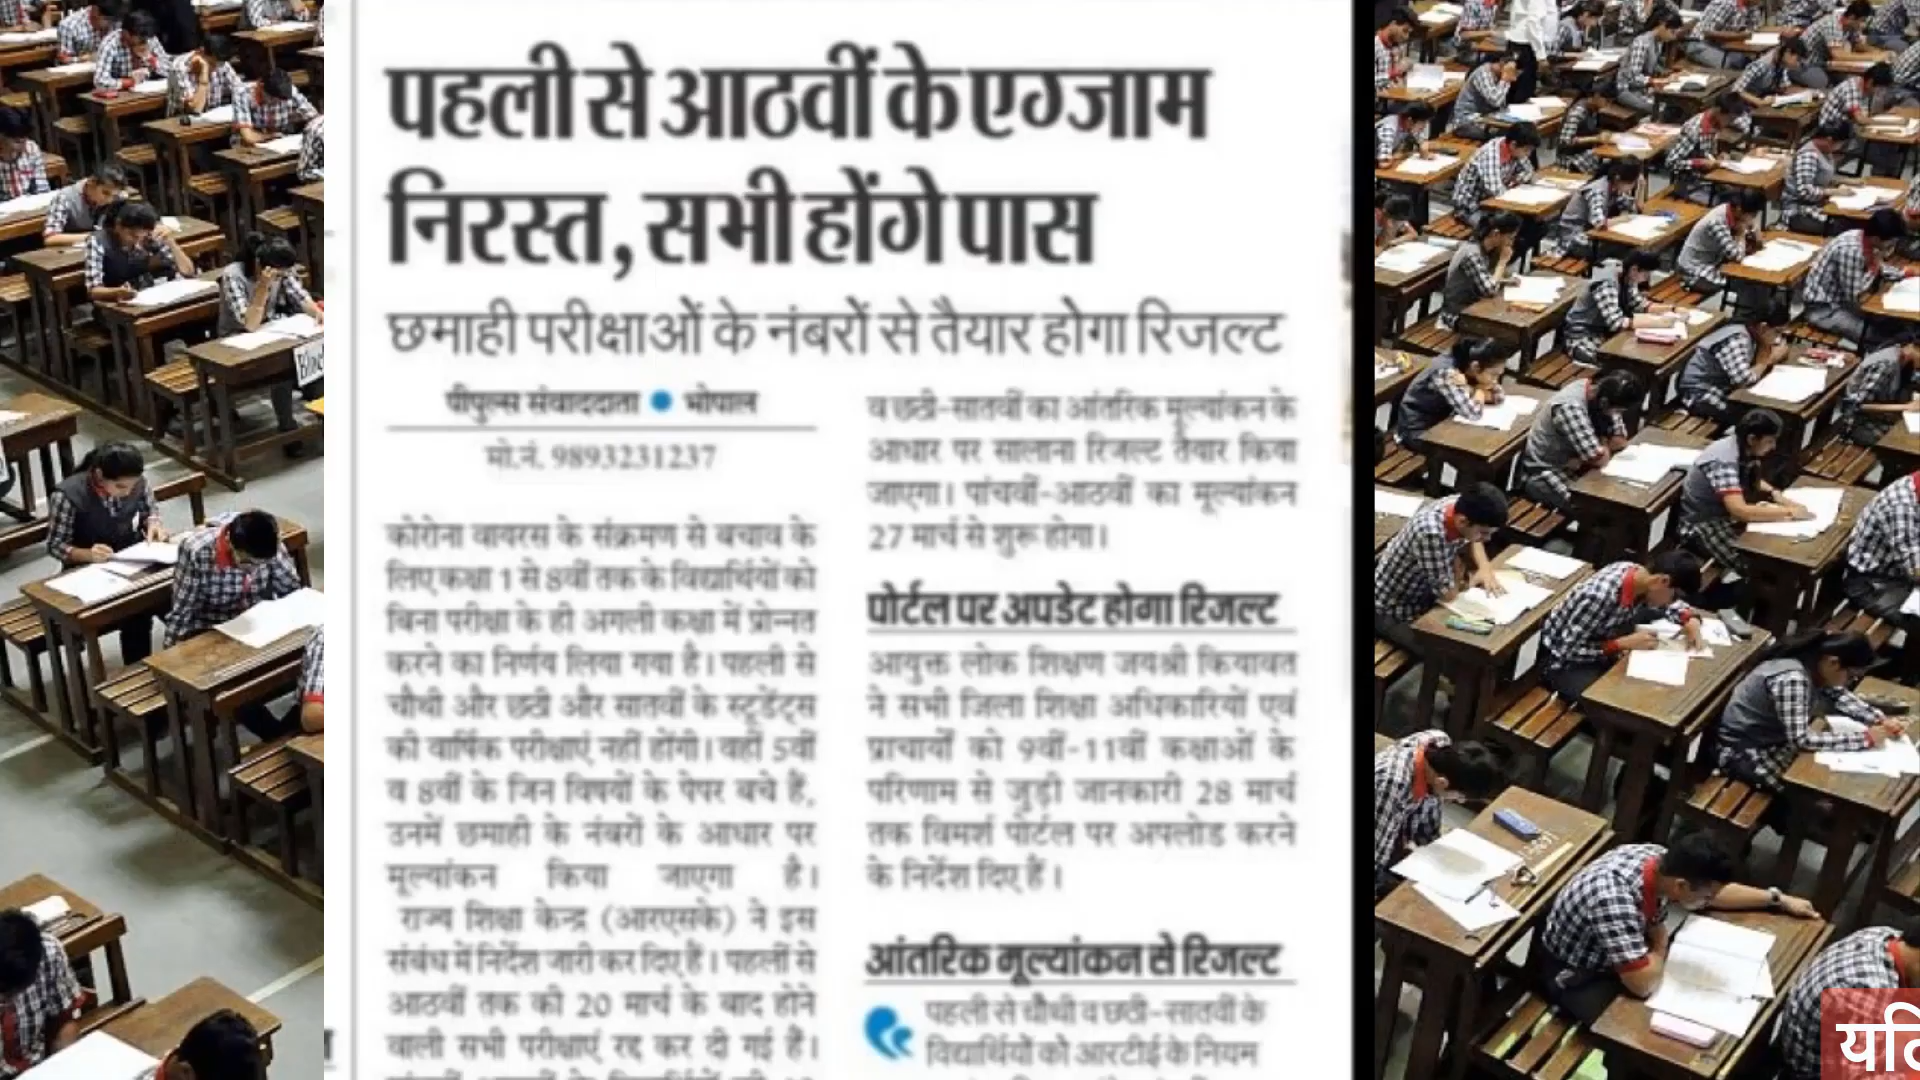 पहली से आठवीं के एग्जाम
निरस्त, सभी होंगे पास
छमाही परीक्षाओं के नंबरों से तैयार होगा रिजल्ट
पीपुल्स संवाददाता ● भोपाल
मो.नं. 9893231237
कोरोना वायरस के संक्रमण से बचाव के
लिए कक्षा 1 से 8वीं तक के विद्यार्थियों को
बिना परीक्षा के ही अगली कक्षा में प्रोन्नत
करने का निर्णय लिया गया है। पहली से
चौथी और छठी और सातवीं के स्टूडेंट्स
की वार्षिक परीक्षाएं नहीं होंगी। वहीं 5वीं
व 8वीं के जिन विषयों के पेपर बचे हैं,
उनमें छमाही के नंबरों के आधार पर
मूल्यांकन किया जाएगा है।
राज्य शिक्षा केन्द्र (आरएसके) ने इस
संबंध में निर्देश जारी कर दिए हैं। पहली से
आठवीं तक की 20 मार्च के बाद होने
वाली सभी परीक्षाएं रद्द कर दी गई हैं।
व छठी-सातवीं का आंतरिक मूल्यांकन के
आधार पर सालाना रिजल्ट तैयार किया
जाएगा। पांचवीं-आठवीं का मूल्यांकन
27 मार्च से शुरू होगा।
पोर्टल पर अपडेट होगा रिजल्ट
आयुक्त लोक शिक्षण जयश्री कियावत
ने सभी जिला शिक्षा अधिकारियों एवं
प्राचार्यों को 9वीं-11वीं कक्षाओं के
परिणाम से जुड़ी जानकारी 28 मार्च
तक विमर्श पोर्टल पर अपलोड करने
के निर्देश दिए हैं।
आंतरिक मूल्यांकन से रिजल्ट
पहली से चौथी व छठी-सातवीं के
विद्यार्थियों को आरटीई के नियम